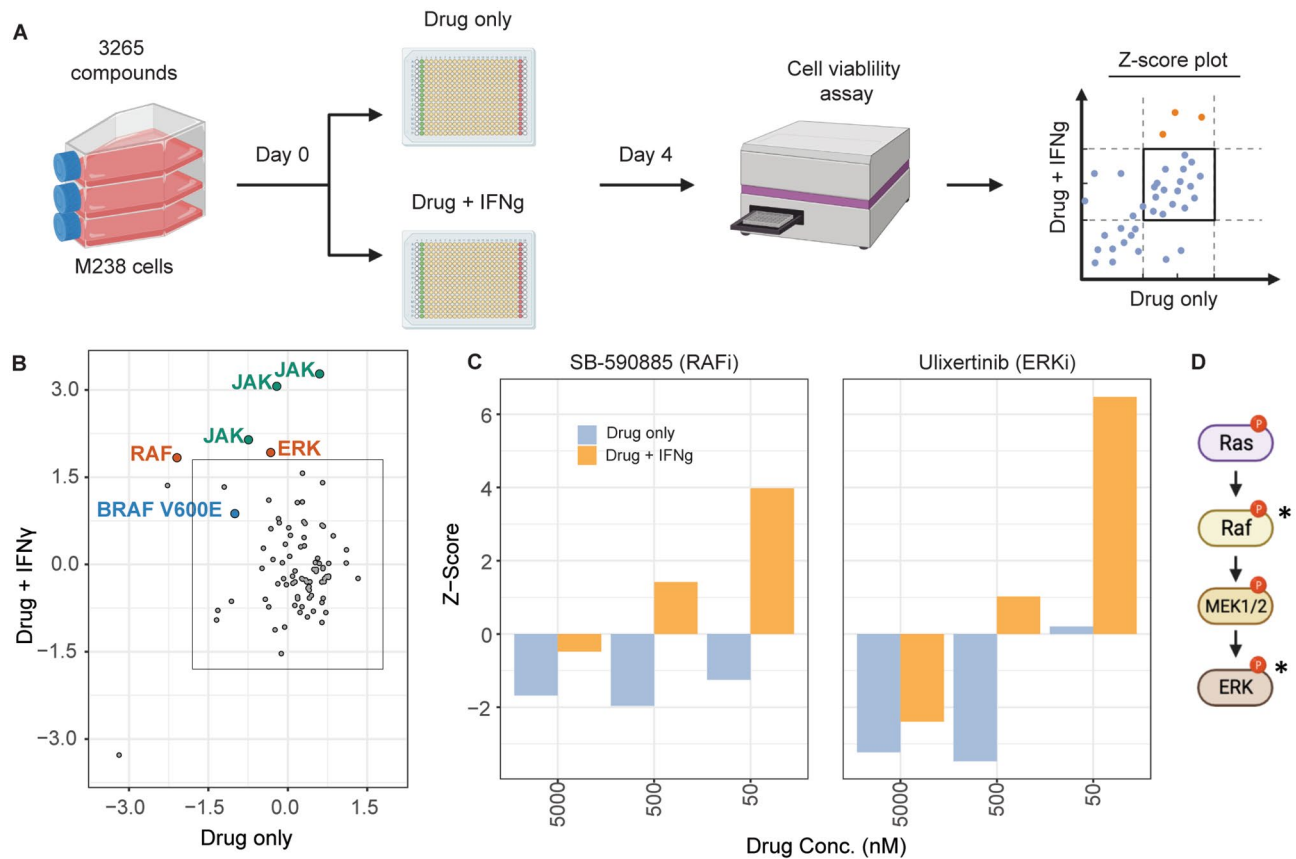 A
3265
compounds
M238 cells
Day 0
Drug only
Drug + IFNg
Day 4
Cell viablility
assay
Z-score plot
Drug + IFNg
Drug only
B
JAK
JAK
JAK
RAF
ERK
BRAF V600E
3.0
1.5
0.0
−1.5
−3.0
Drug + IFNγ
−3.0 −1.5 0.0 1.5
Drug only
C
SB-590885 (RAFi)
Ulixertinib (ERKi)
Drug only
Drug + IFNg
6
4
2
0
−2
Z−Score
5000 500 50
5000 500 50
Drug Conc. (nM)
D
P
Ras
P
Raf *
P
MEK1/2
P
ERK *